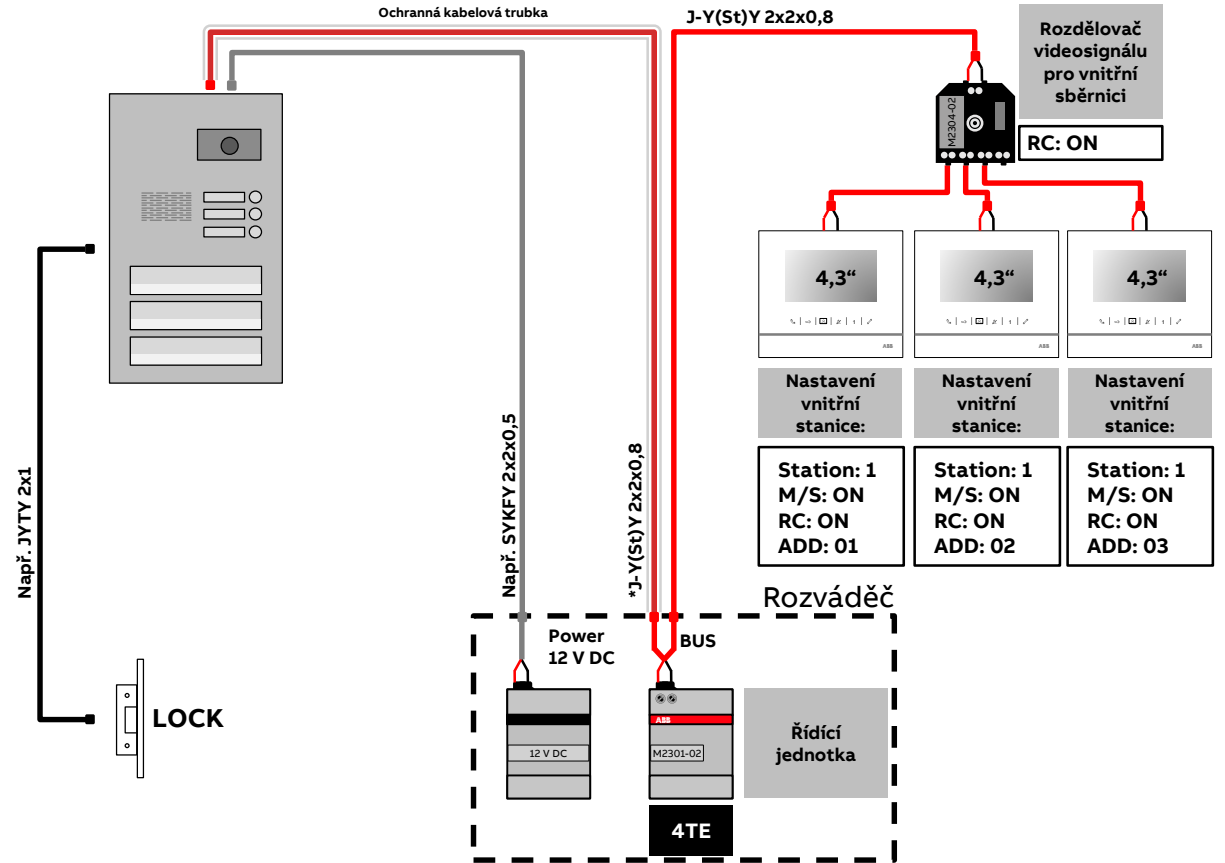 Ochranná kabelová trubka
J-Y(St)Y 2x2x0,8
Rozdělovač
videosignálu
pro vnitřní
sběrnici
RC: ON
M2304-02
4,3“
4,3“
4,3“
ABB
ABB
ABB
Nastavení
vnitřní
stanice:
Nastavení
vnitřní
stanice:
Nastavení
vnitřní
stanice:
Station: 1
M/S: ON
RC: ON
ADD: 01
Station: 1
M/S: ON
RC: ON
ADD: 02
Station: 1
M/S: ON
RC: ON
ADD: 03
Např. JYTY 2x1
Např. SYKFY 2x2x0,5
*J-Y(St)Y 2x2x0,8
Rozváděč
Power
12 V DC
BUS
LOCK
12 V DC
ABB
M2301-02
Řídící
jednotka
4TE